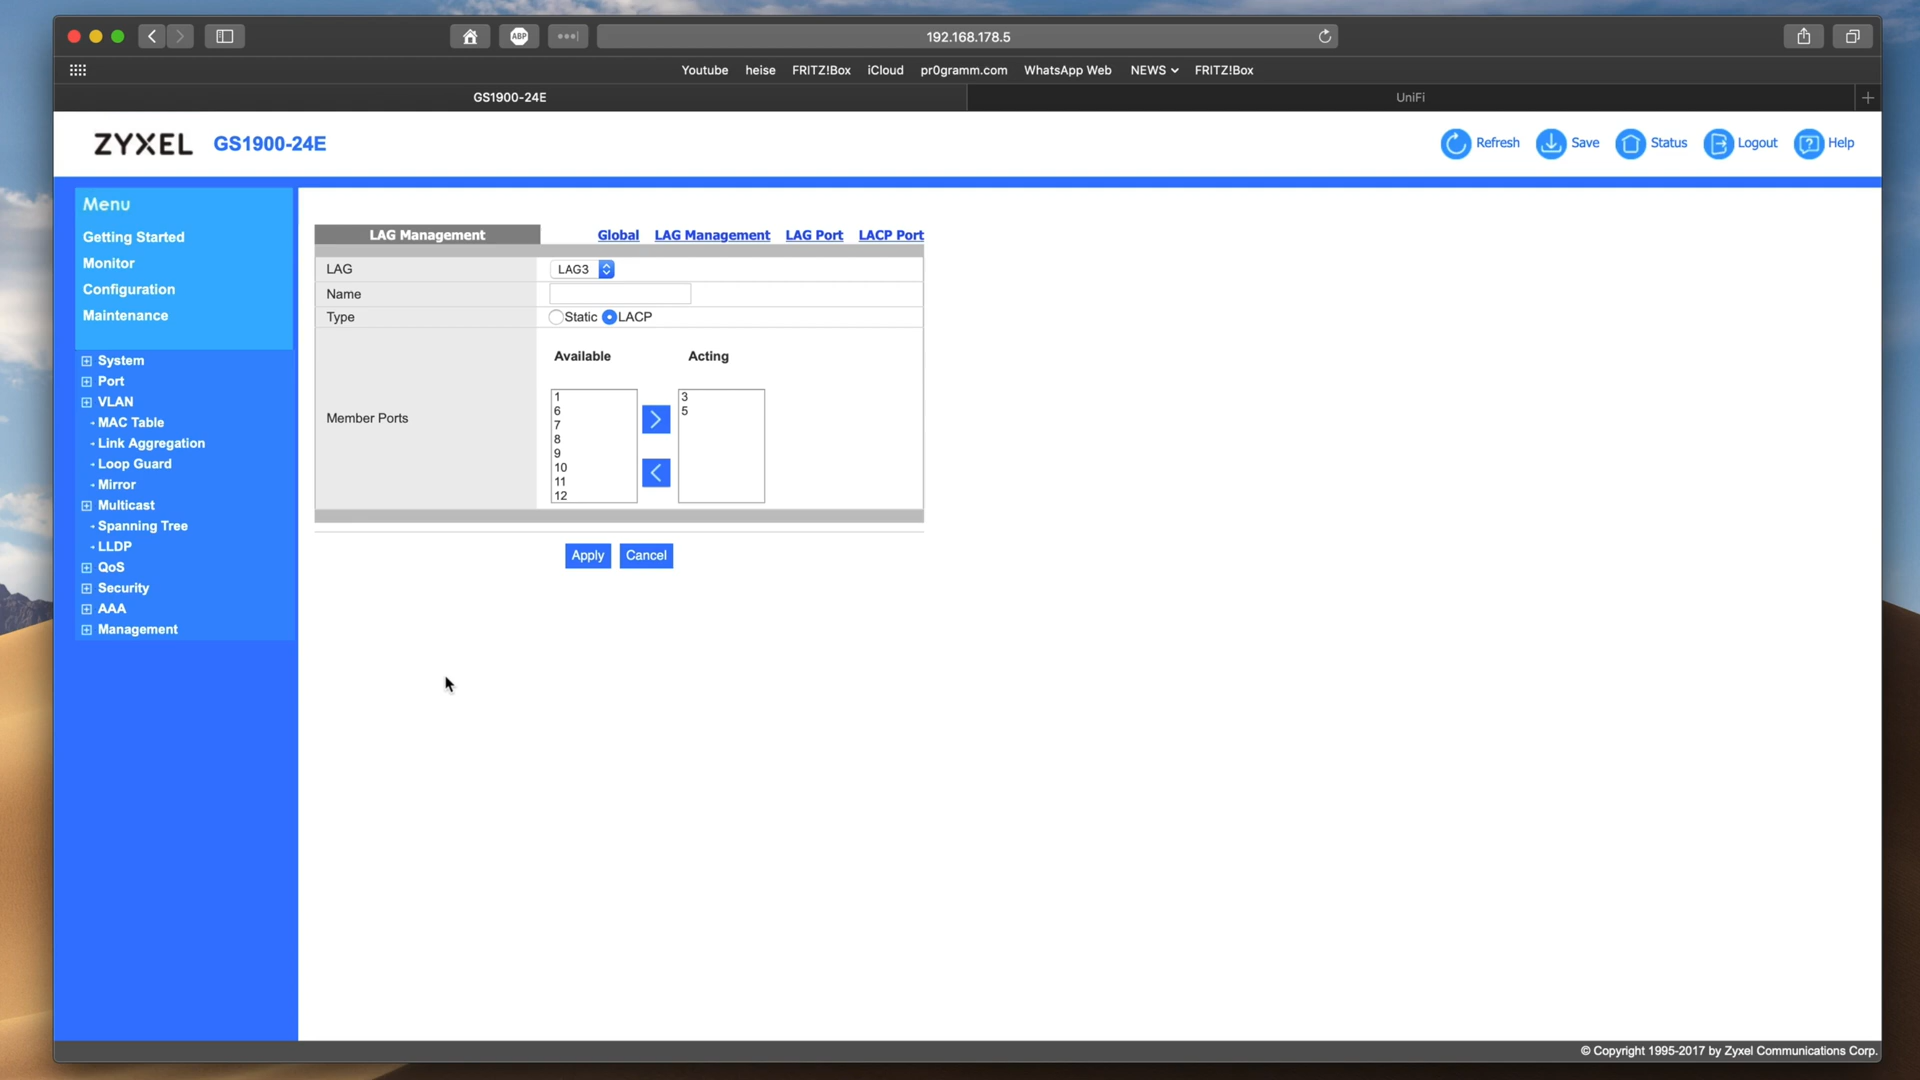 192.168.178.5
ABP
Youtube heise FRITZ!Box iCloud pr0gramm.com WhatsApp Web NEWS FRITZ!Box
GS1900-24E UniFi
ZYXEL GS1900-24E
Refresh Save Status Logout Help
Menu
Getting Started
Monitor
Configuration
Maintenance
System
Port
VLAN
MAC Table
Link Aggregation
Loop Guard
Mirror
Multicast
Spanning Tree
LLDP
QoS
Security
AAA
Management
LAG Management Global LAG Management LAG Port LACP Port
LAG LAG3
Name
Type Static LACP
Available Acting
Member Ports
1
6
7
8
9
10
11
12
3
5
Apply Cancel
© Copyright 1995-2017 by Zyxel Communications Corp.